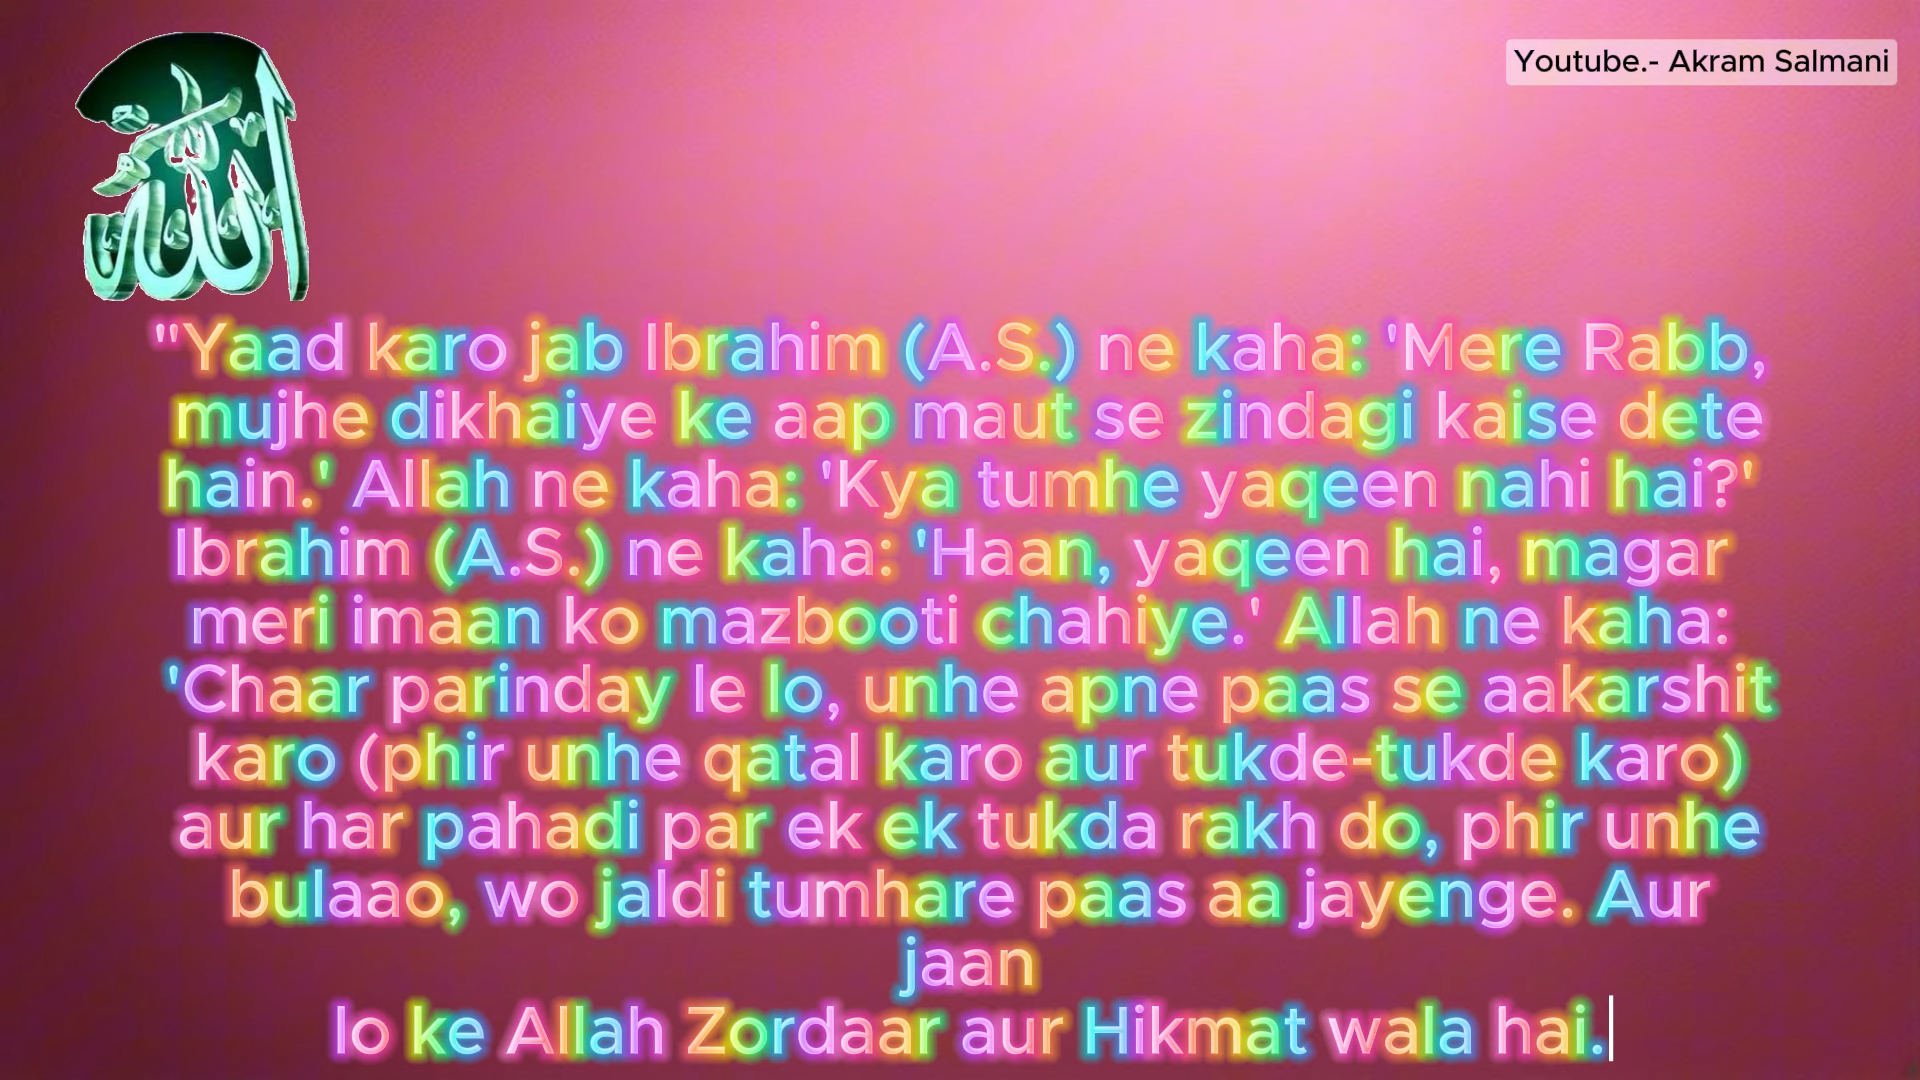 الله
Youtube.- Akram Salmani
"Yaad karo jab Ibrahim (A.S.) ne kaha: 'Mere Rabb,
mujhe dikhaiye ke aap maut se zindagi kaise dete
hain.' Allah ne kaha: 'Kya tumhe yaqeen nahi hai?'
Ibrahim (A.S.) ne kaha: 'Haan, yaqeen hai, magar
meri imaan ko mazbooti chahiye.' Allah ne kaha:
'Chaar parinday le lo, unhe apne paas se aakarshit
karo (phir unhe qatal karo aur tukde-tukde karo)
aur har pahadi par ek ek tukda rakh do, phir unhe
bulaao, wo jaldi tumhare paas aa jayenge. Aur
jaan
lo ke Allah Zordaar aur Hikmat wala hai.